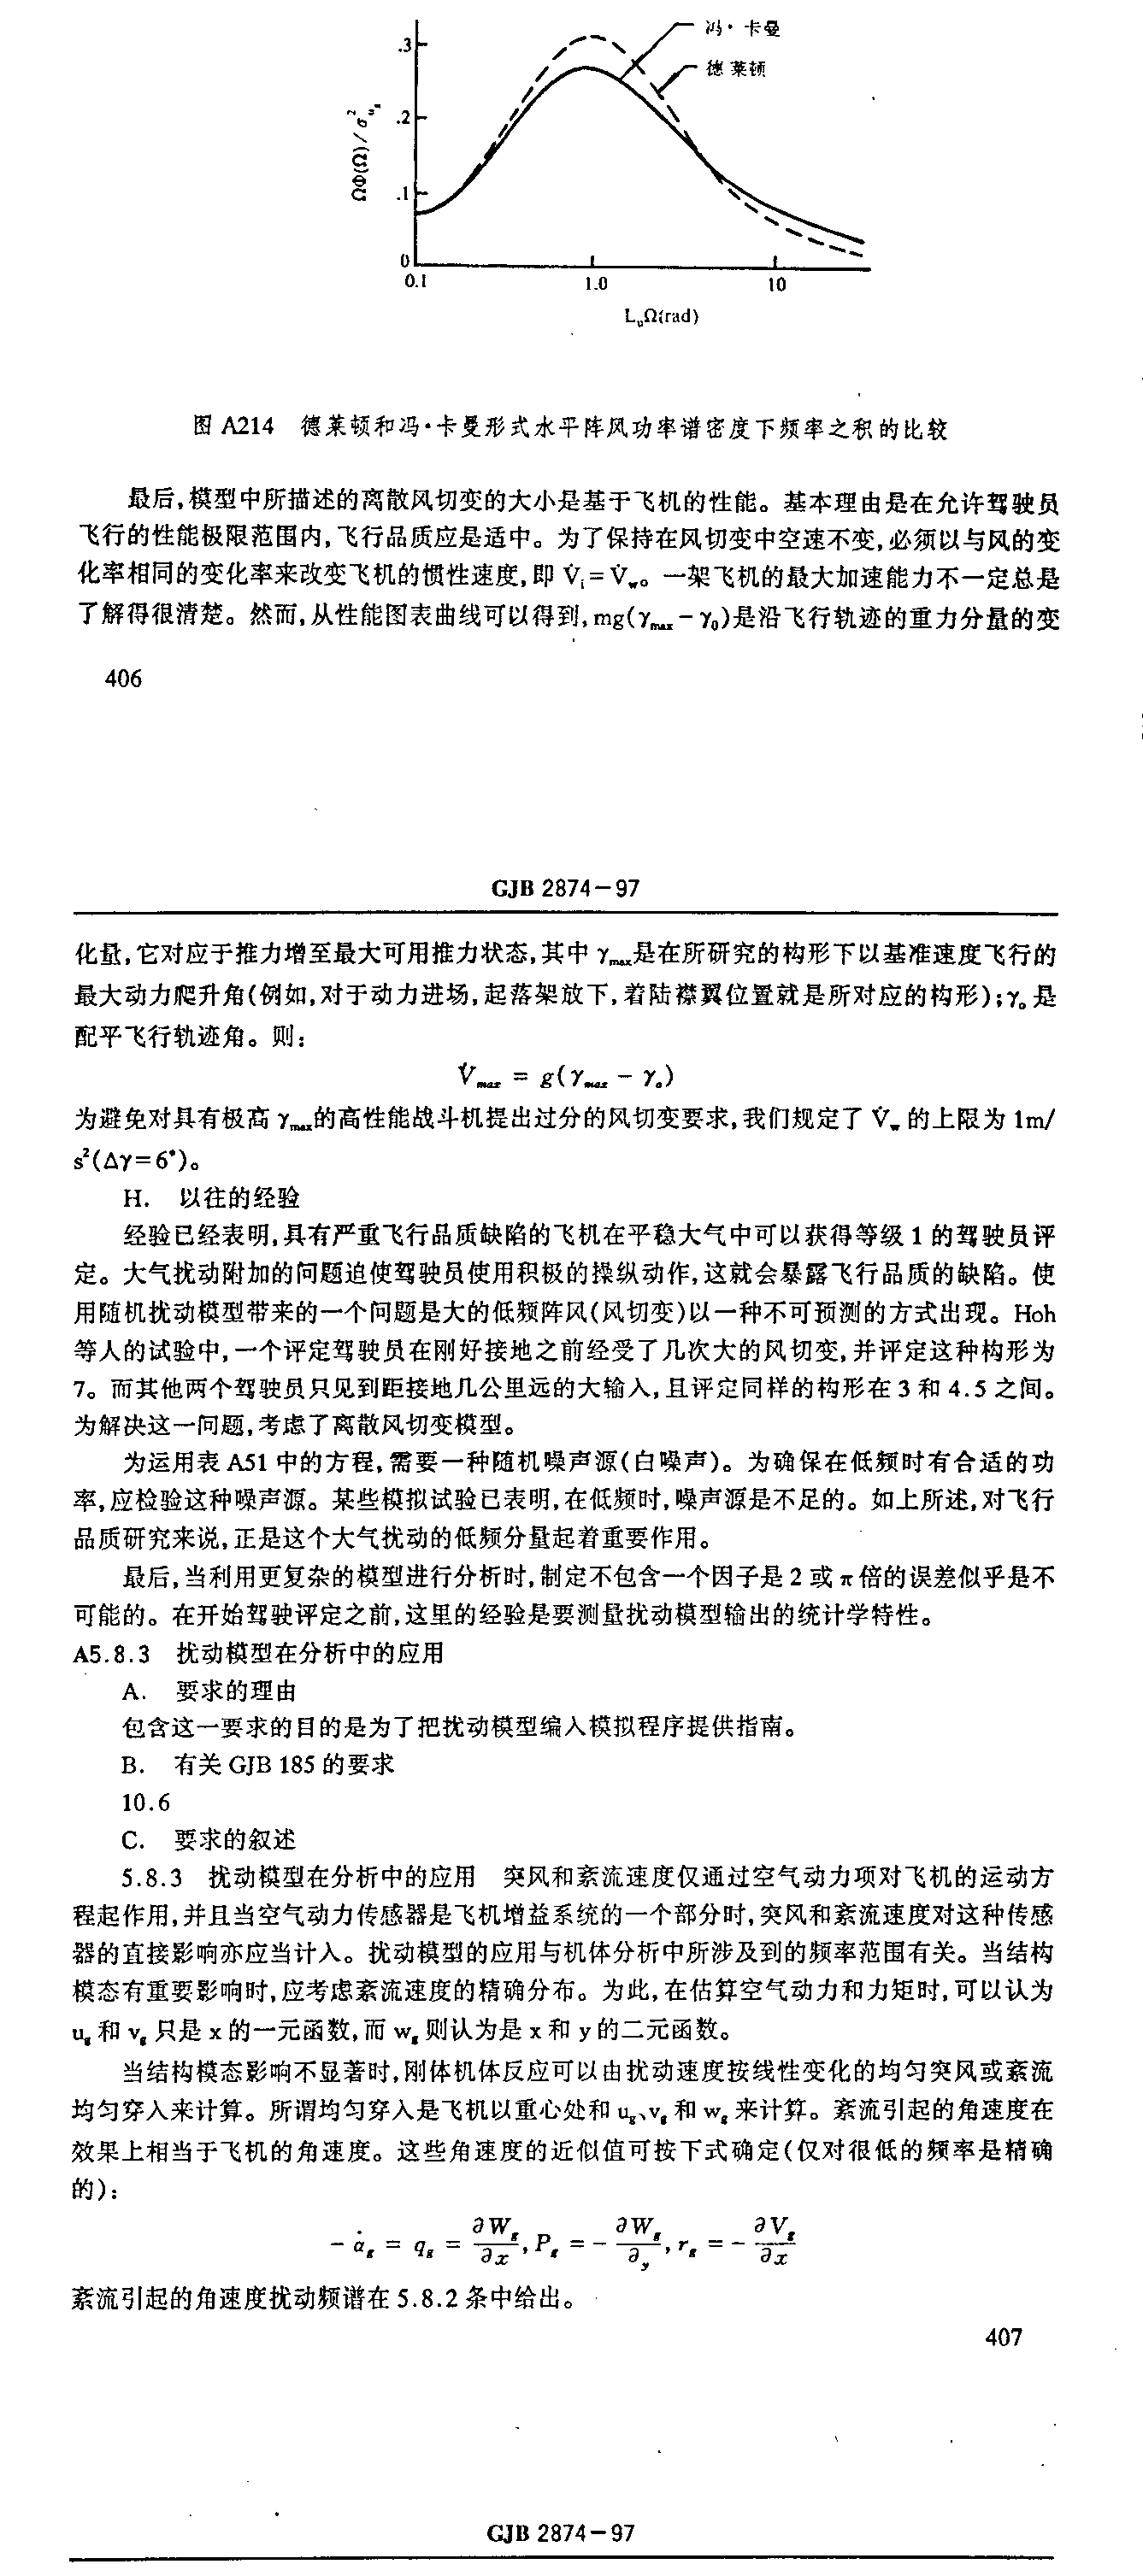 .3
.2
.1
0
0.1
1.0
10
ΩΦ(Ω)/σ²u_g
冯·卡曼
德莱顿
LuΩ(rad)
图 A214 德莱顿和冯·卡曼形式水平阵风功率谱密度下频率之积的比较
最后,模型中所描述的离散风切变的大小是基于飞机的性能。基本理由是在允许驾驶员
飞行的性能极限范围内,飞行品质应是适中。为了保持在风切变中空速不变,必须以与风的变
化率相同的变化率来改变飞机的惯性速度,即 V̇i=V̇w。一架飞机的最大加速能力不一定总是
了解得很清楚。然而,从性能图表曲线可以得到,mg(γmax-γ0)是沿飞行轨迹的重力分量的变
406
GJB 2874-97
化量,它对应于推力增至最大可用推力状态,其中 γmax是在所研究的构形下以基准速度飞行的
最大动力爬升角(例如,对于动力进场,起落架放下,着陆襟翼位置就是所对应的构形);γo 是
配平飞行轨迹角。则:
V̇max = g(γmax - γo)
为避免对具有极高 γmax的高性能战斗机提出过分的风切变要求,我们规定了 V̇w 的上限为 1m/
s²(Δγ=6°)。
H. 以往的经验
经验已经表明,具有严重飞行品质缺陷的飞机在平稳大气中可以获得等级 1 的驾驶员评
定。大气扰动附加的问题迫使驾驶员使用积极的操纵动作,这就会暴露飞行品质的缺陷。使
用随机扰动模型带来的一个问题是大的低频阵风(风切变)以一种不可预测的方式出现。Hoh
等人的试验中,一个评定驾驶员在刚好接地之前经受了几次大的风切变,并评定这种构形为
7。而其他两个驾驶员只见到距接地几公里远的大输入,且评定同样的构形在 3 和 4.5 之间。
为解决这一问题,考虑了离散风切变模型。
为运用表 A51 中的方程,需要一种随机噪声源(白噪声)。为确保在低频时有合适的功
率,应检验这种噪声源。某些模拟试验已表明,在低频时,噪声源是不足的。如上所述,对飞行
品质研究来说,正是这个大气扰动的低频分量起着重要作用。
最后,当利用更复杂的模型进行分析时,制定不包含一个因子是 2 或 π 倍的误差似乎是不
可能的。在开始驾驶评定之前,这里的经验是要测量扰动模型输出的统计学特性。
A5.8.3 扰动模型在分析中的应用
A. 要求的理由
包含这一要求的目的是为了把扰动模型编入模拟程序提供指南。
B. 有关 GJB 185 的要求
10.6
C. 要求的叙述
5.8.3 扰动模型在分析中的应用 突风和紊流速度仅通过空气动力项对飞机的运动方
程起作用,并且当空气动力传感器是飞机增益系统的一个部分时,突风和紊流速度对这种传感
器的直接影响亦应当计入。扰动模型的应用与机体分析中所涉及到的频率范围有关。当结构
模态有重要影响时,应考虑紊流速度的精确分布。为此,在估算空气动力和力矩时,可以认为
ug 和 vg 只是 x 的一元函数,而 wg 则认为是 x 和 y 的二元函数。
当结构模态影响不显著时,刚体机体反应可以由扰动速度按线性变化的均匀突风或紊流
均匀穿入来计算。所谓均匀穿入是飞机以重心处和 ug、vg 和 wg 来计算。紊流引起的角速度在
效果上相当于飞机的角速度。这些角速度的近似值可按下式确定(仅对很低的频率是精确
的):
-α̇g = qg = ∂Wg/∂x, Pg = -∂Wg/∂y, rg = -∂Vg/∂x
紊流引起的角速度扰动频谱在 5.8.2 条中给出。
407
GJB 2874-97